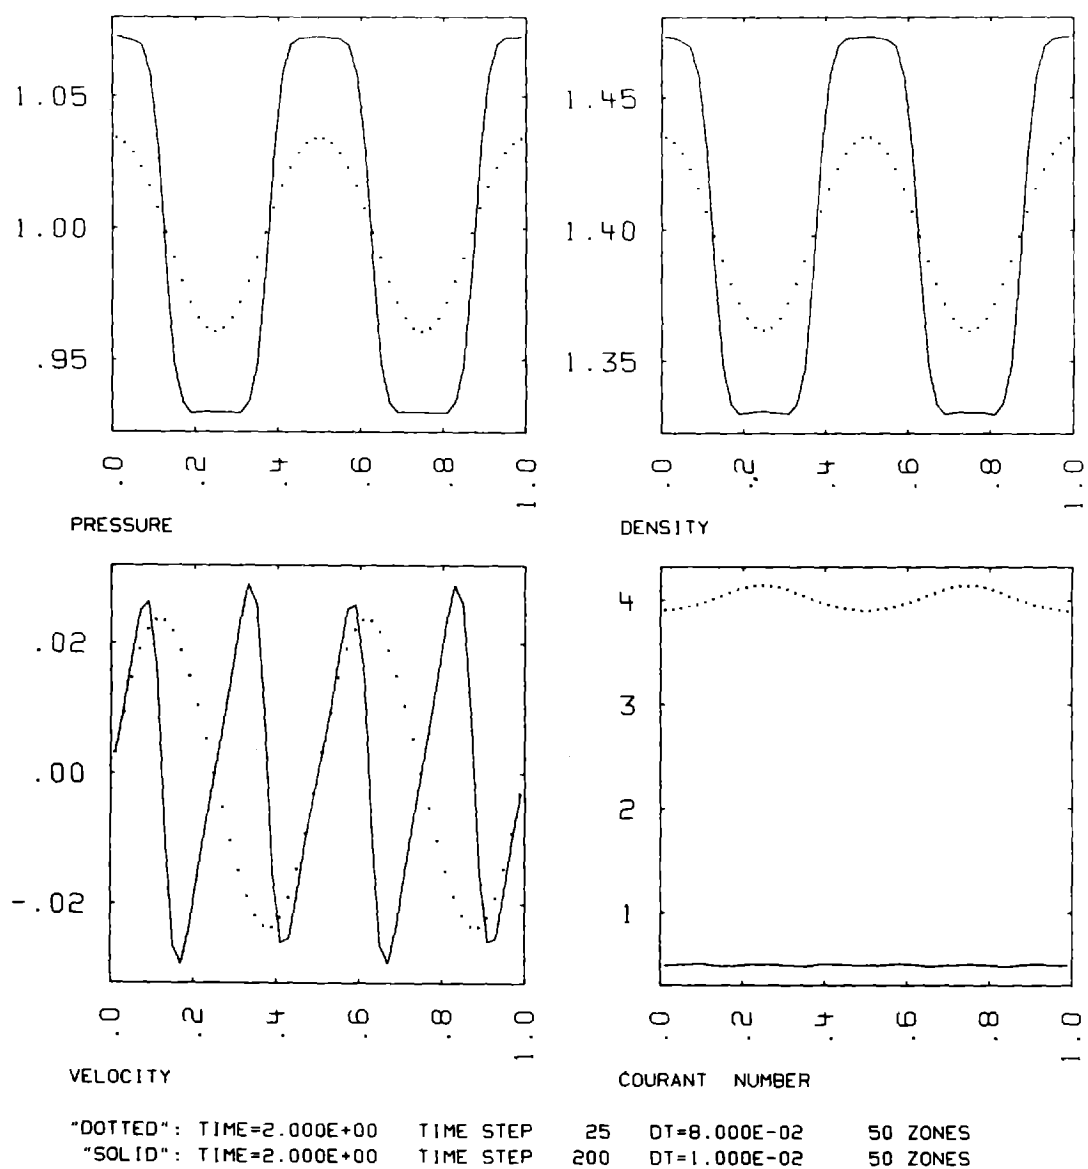 1.05
1.00
.95
.0 .2 .4 .6 .8 1.0
PRESSURE
1.45
1.40
1.35
.0 .2 .4 .6 .8 1.0
DENSITY
.02
.00
-.02
.0 .2 .4 .6 .8 1.0
VELOCITY
4
3
2
1
.0 .2 .4 .6 .8 1.0
COURANT NUMBER
"DOTTED": TIME=2.000E+00 TIME STEP 25 DT=8.000E-02 50 ZONES
"SOLID": TIME=2.000E+00 TIME STEP 200 DT=1.000E-02 50 ZONES